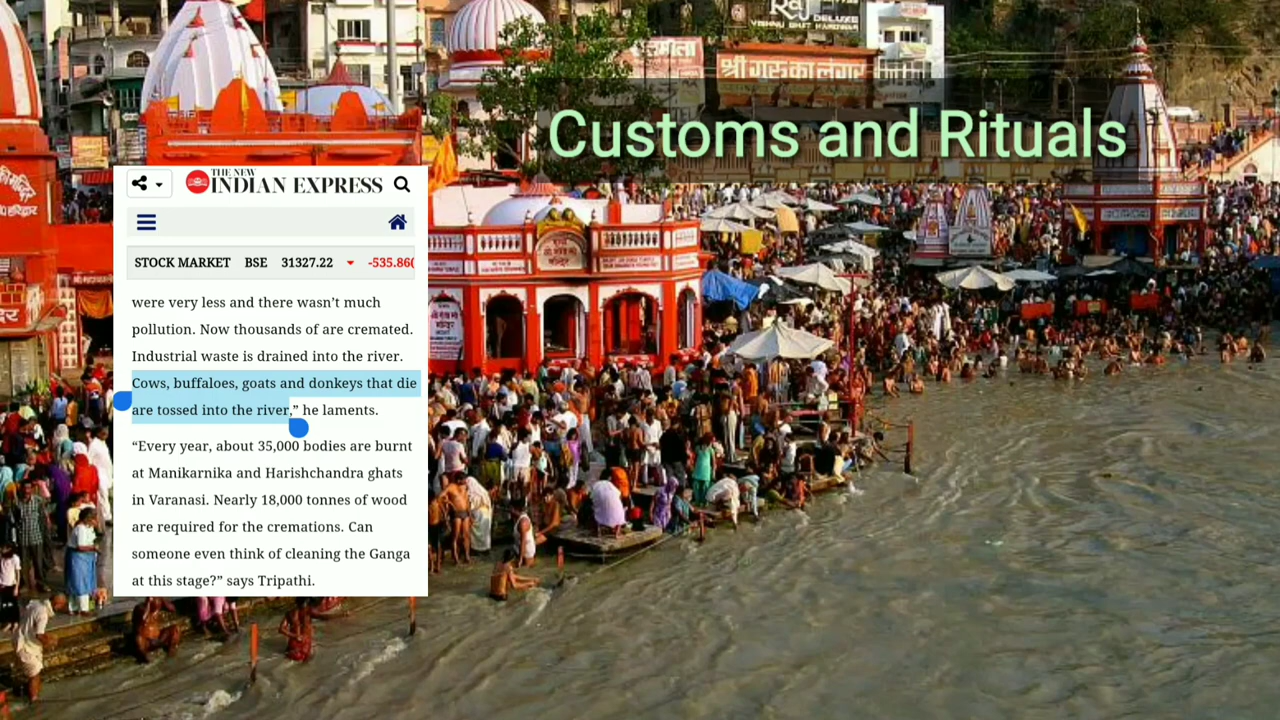 Customs and Rituals
श्री गुरु का लंगर
DELUXE
THE NEW
INDIAN EXPRESS
STOCK MARKET BSE 31327.22 -535.86(
were very less and there wasn’t much
pollution. Now thousands of are cremated.
Industrial waste is drained into the river.
Cows, buffaloes, goats and donkeys that die
are tossed into the river,” he laments.
“Every year, about 35,000 bodies are burnt
at Manikarnika and Harishchandra ghats
in Varanasi. Nearly 18,000 tonnes of wood
are required for the cremations. Can
someone even think of cleaning the Ganga
at this stage?” says Tripathi.